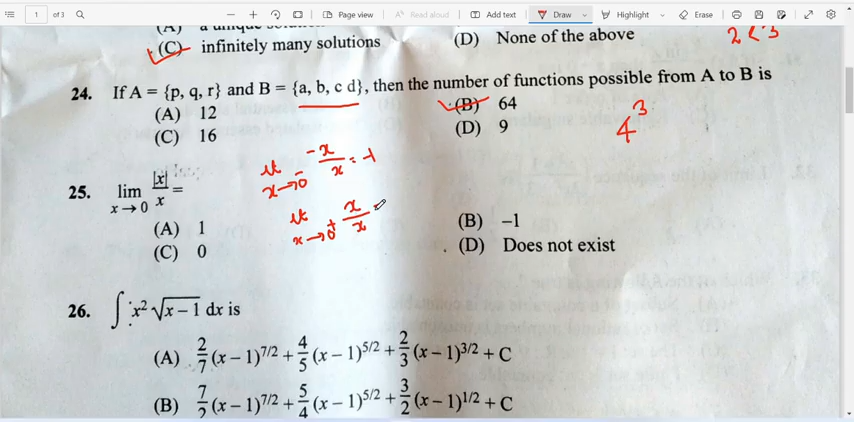 1 of 3
Page view
Read aloud
Add text
Draw
Highlight
Erase
(A) a unique
(C) infinitely many solutions
(D) None of the above
2<3
24. If A = {p, q, r} and B = {a, b, c d}, then the number of functions possible from A to B is
(A) 12
(B) 64
(C) 16
(D) 9
4³
lt x→0⁻ -x/x = -1
25. lim x→0 |x|/x =
lt x→0⁺ x/x =
(A) 1
(B) −1
(C) 0
(D) Does not exist
26. ∫ x² √(x − 1) dx is
(A) 2/7 (x − 1)^7/2 + 4/5 (x − 1)^5/2 + 2/3 (x − 1)^3/2 + C
(B) 7/2 (x − 1)^7/2 + 5/4 (x − 1)^5/2 + 3/2 (x − 1)^1/2 + C